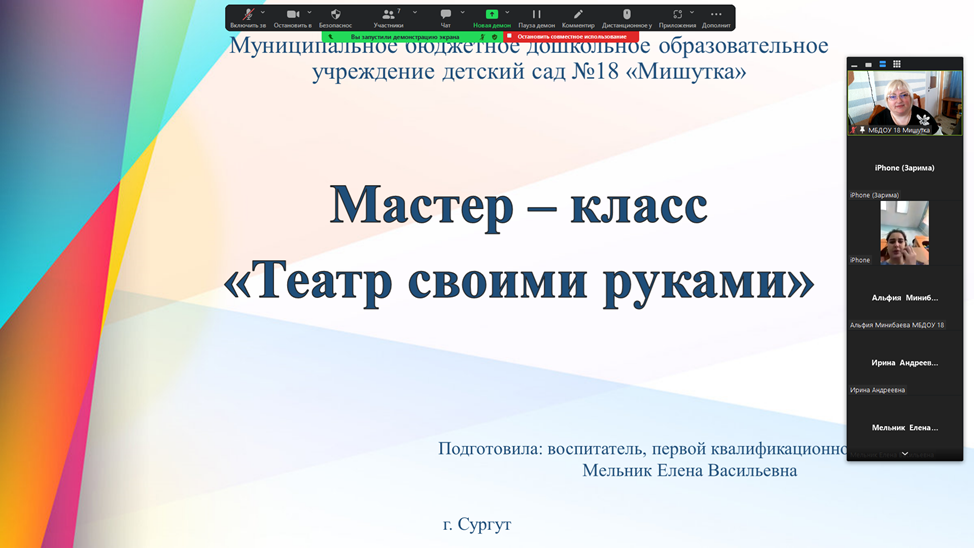 Включить зв
Остановить в
Безопаснос
Участники
7
Чат
Новая демон
Пауза демон
Комментир
Дистанционное у
Приложения
Дополнит
Вы запустили демонстрацию экрана
Остановить совместное использование
Муниципальное бюджетное дошкольное образовательное
учреждение детский сад №18 «Мишутка»
Мастер – класс
«Театр своими руками»
Подготовила: воспитатель, первой квалификационно
Мельник Елена Васильевна
г. Сургут
МБДОУ 18 Мишутка
iPhone (Зарима)
iPhone (Зарима)
iPhone
Альфия Миниб...
Альфия Минибаева МБДОУ 18
Ирина Андреев...
Ирина Андреевна
Мельник Елена...